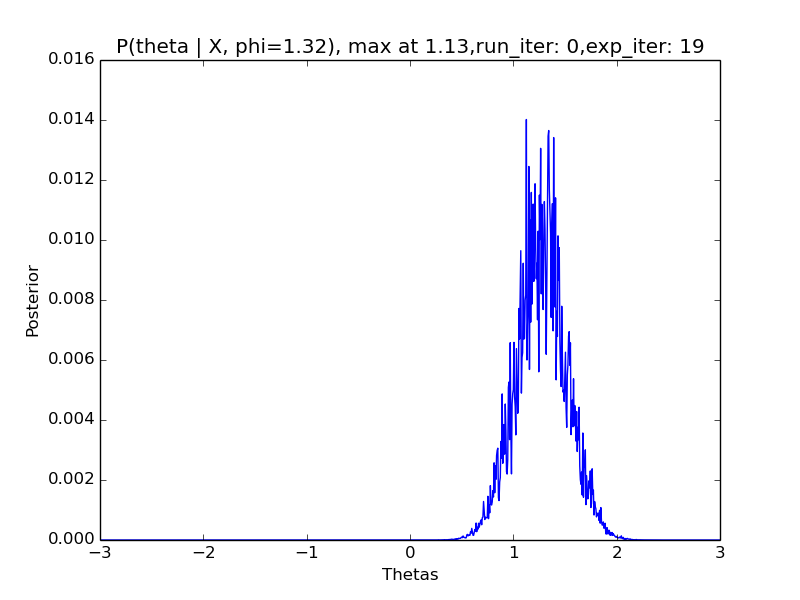 P(theta | X, phi=1.32), max at 1.13,run_iter: 0,exp_iter: 19
0.016
0.014
0.012
0.010
0.008
0.006
0.004
0.002
0.000
Posterior
−3 −2 −1 0 1 2 3
Thetas